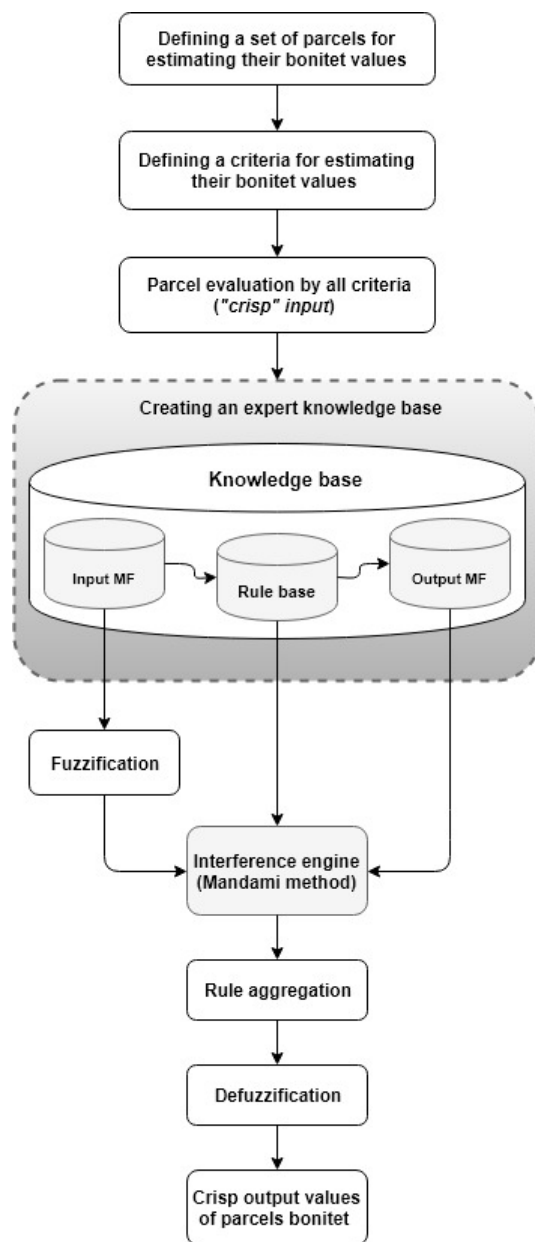 Defining a set of parcels for
estimating their bonitet values
Defining a criteria for estimating
their bonitet values
Parcel evaluation by all criteria
("crisp" input)
Creating an expert knowledge base
Knowledge base
Input MF
Rule base
Output MF
Fuzzification
Interference engine
(Mandami method)
Rule aggregation
Defuzzification
Crisp output values
of parcels bonitet